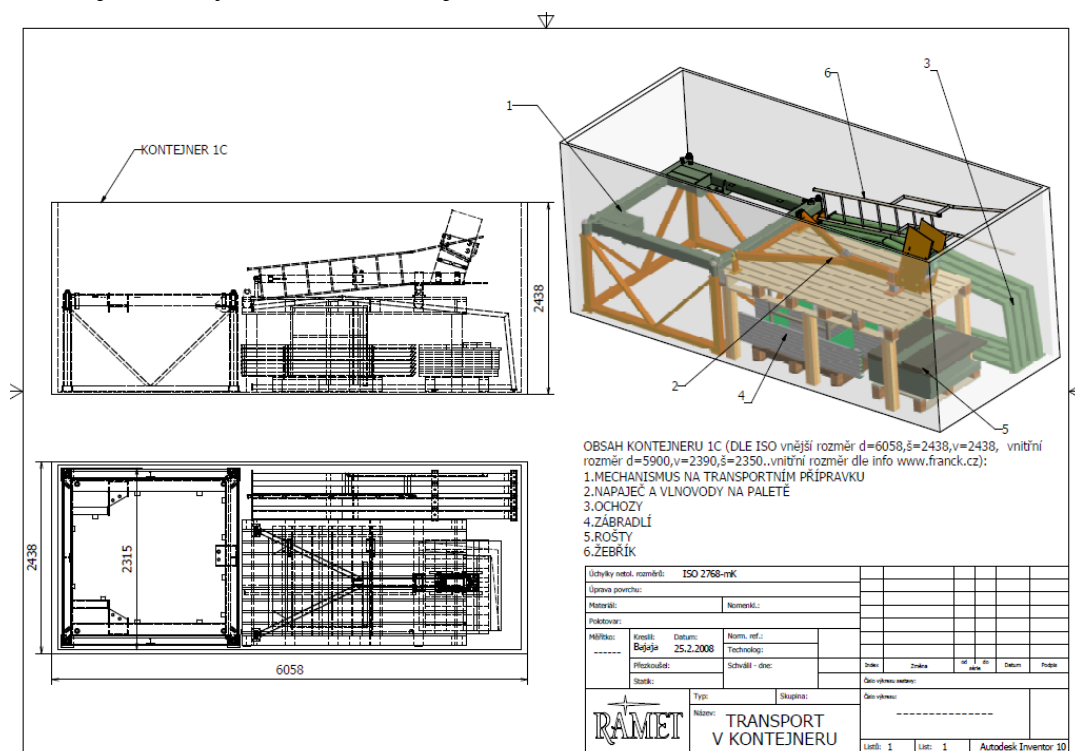 KONTEJNER 1C
2438
2438
2315
6058
1
6
3
2
2
4
5
OBSAH KONTEJNERU 1C (DLE ISO vnější rozměr d=6058,š=2438,v=2438, vnitřní
rozměr d=5900,v=2390,š=2350..vnitřní rozměr dle info www.franck.cz):
1.MECHANISMUS NA TRANSPORTNÍM PŘÍPRAVKU
2.NAPAJEČ A VLNOVODY NA PALETĚ
3.OCHOZY
4.ZÁBRADLÍ
5.ROŠTY
6.ŽEBŘÍK
Úchylky netol. rozměrů: ISO 2768-mK
Úprava povrchu:
Materiál: Nomenkl.:
Polotovar:
Měřítko: ------
Kreslil: Datum: Norm. ref.:
Bajaja 25.2.2008 Technolog:
Přezkoušel: Schválil - dne:
Statik:
Index Změna od do série Datum Podpis
Číslo výkresu sestavy:
Typ: Skupina: Číslo výkresu:
RAMET
Název: TRANSPORT
V KONTEJNERU
--------------
Listů: 1 List: 1 Autodesk Inventor 10